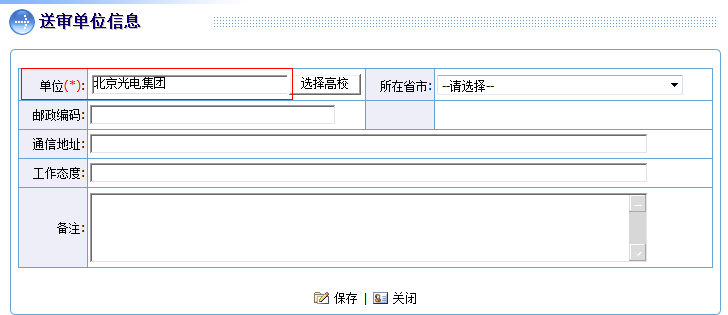 送审单位信息
单位(*): 北京光电集团 选择高校 所在省市: --请选择--
邮政编码:
通信地址:
工作态度:
备注:
保存 | 关闭